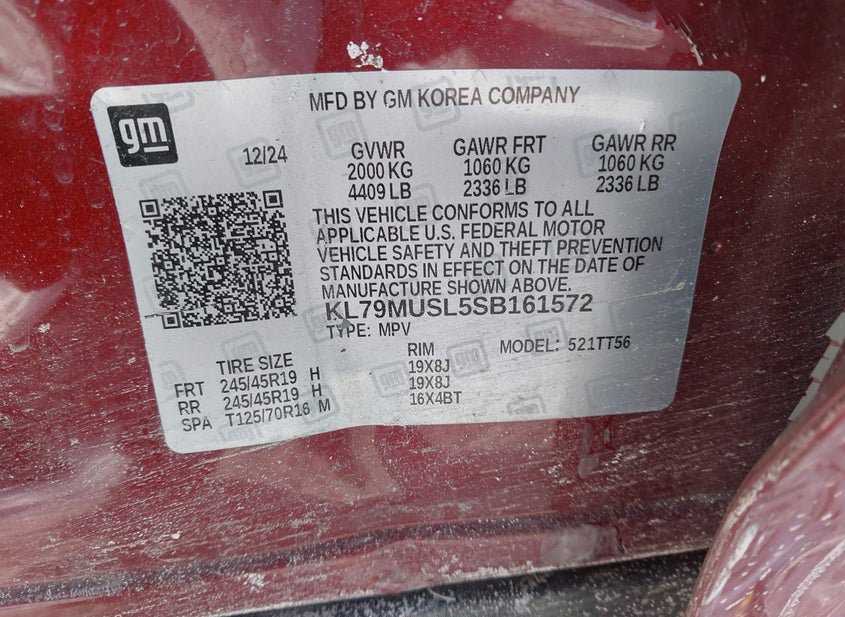 gm
MFD BY GM KOREA COMPANY
12/24
GVWR GAWR FRT GAWR RR
2000 KG 1060 KG 1060 KG
4409 LB 2336 LB 2336 LB
THIS VEHICLE CONFORMS TO ALL
APPLICABLE U.S. FEDERAL MOTOR
VEHICLE SAFETY AND THEFT PREVENTION
STANDARDS IN EFFECT ON THE DATE OF
MANUFACTURE SHOWN ABOVE.
KL79MUSL5SB161572
TYPE: MPV
TIRE SIZE RIM MODEL: 521TT56
FRT 245/45R19 H 19X8J
RR 245/45R19 H 19X8J
SPA T125/70R16 M 16X4BT